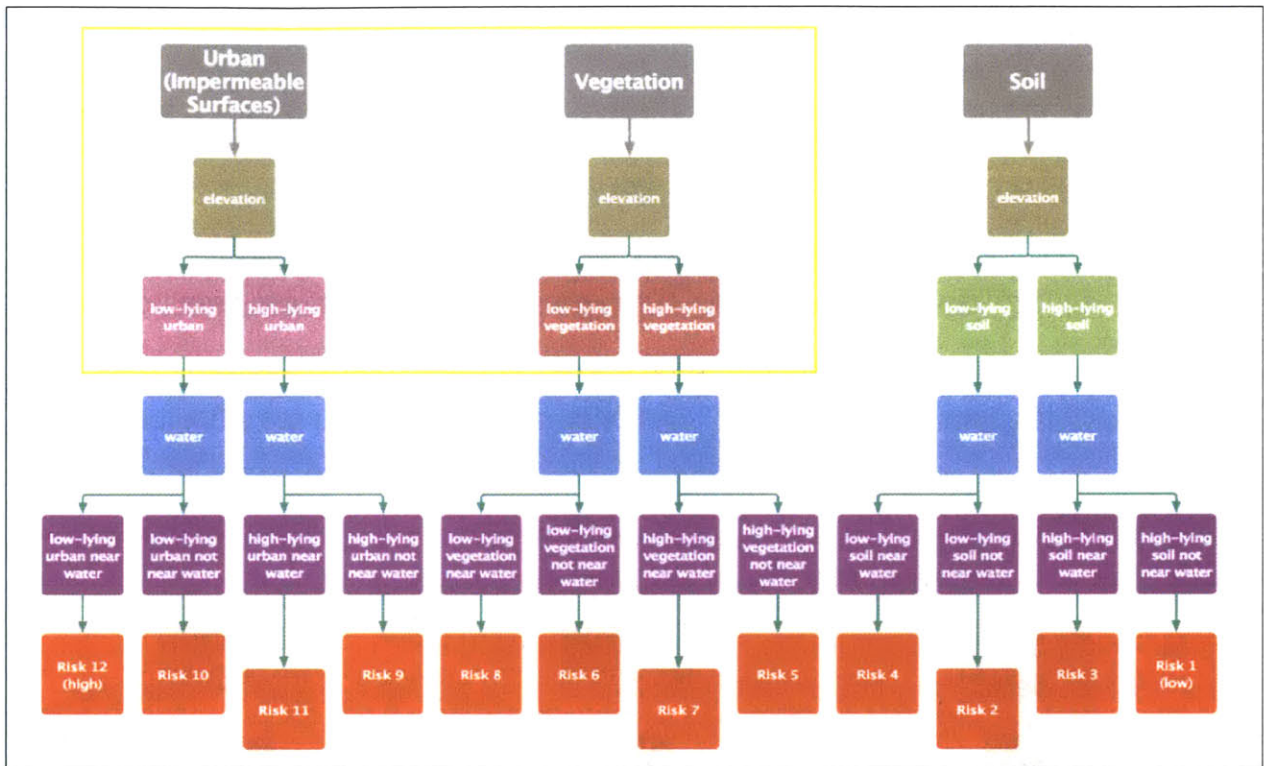 Urban
(Impermeable
Surfaces)
Vegetation
Soil
elevation
elevation
elevation
low-lying
urban
high-lying
urban
low-lying
vegetation
high-lying
vegetation
low-lying
soil
high-lying
soil
water
water
water
water
water
water
low-lying
urban near
water
low-lying
urban not
near water
high-lying
urban near
water
high-lying
urban not
near water
low-lying
vegetation
near water
low-lying
vegetation
not near
water
high-lying
vegetation
near water
high-lying
vegetation
not near
water
low-lying
soil near
water
low-lying
soil not
near water
high-lying
soil near
water
high-lying
soil not
near water
Risk 12
(high)
Risk 10
Risk 11
Risk 9
Risk 8
Risk 6
Risk 7
Risk 5
Risk 4
Risk 2
Risk 3
Risk 1
(low)